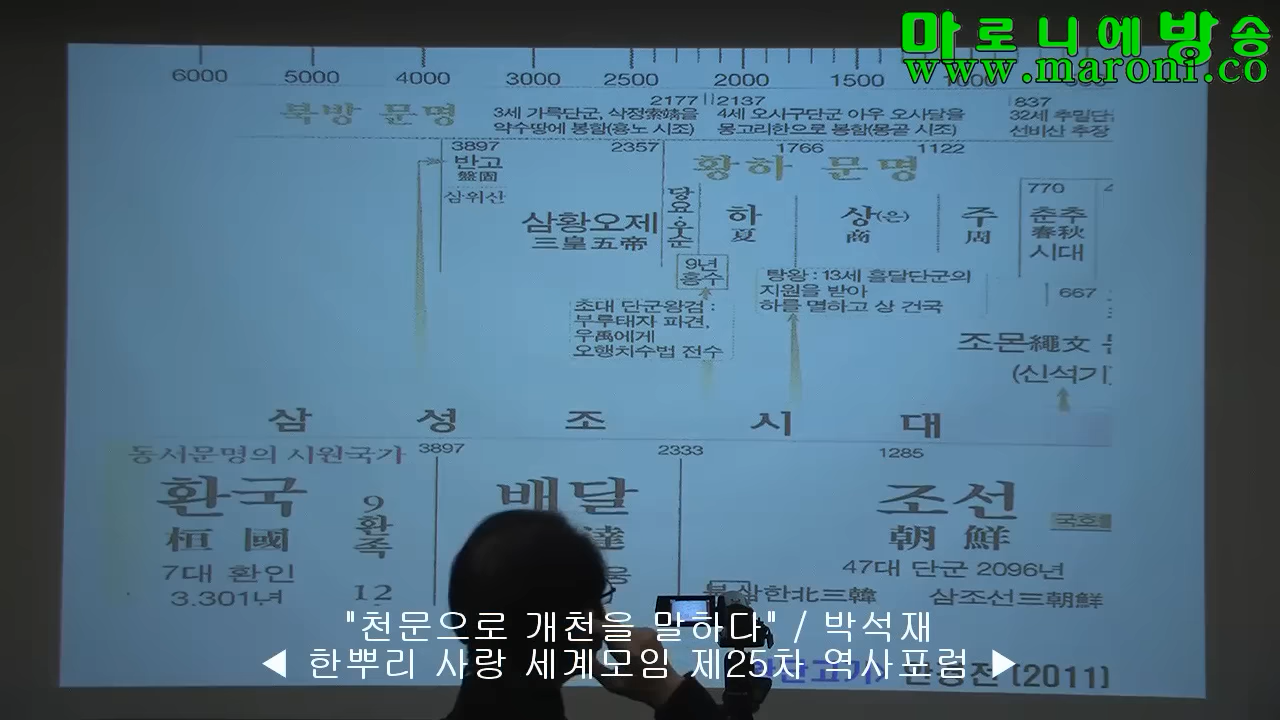 마로니에방송
www.maroni.co
6000 5000 4000 3000 2500 2000 1500
북방 문명
2177 2137 837
3세 가륵단군, 삭정索靖을
약수땅에 봉함(흉노 시조)
4세 오사구단군 아우 오사달을
몽고리한으로 봉함(몽골 시조)
32세 추밀단
선비산 추장
3897
반고
盤固
삼위산
2357
황하 문명
1766 1122
삼황오제
三皇五帝
당요·우순
하
夏
상(은)
商
주
周
770
춘추
春秋
시대
9년
홍수
667
탕왕 : 13세 흘달단군의
지원을 받아
하를 멸하고 상 건국
초대 단군왕검 :
부루태자 파견,
우禹에게
오행치수법 전수
조몬繩文
(신석기
삼 성 조 시 대
동서문명의 시원국가
3897 2333 1285
환국
桓國
9환족
7대 환인
3.301년
12
배달
達
웅
조선
朝鮮
국호
47대 단군 2096년
삼한北三韓
삼조선三朝鮮
"천문으로 개천을 말하다" / 박석재
◀ 한뿌리 사랑 세계모임 제25차 역사포럼 ▶
(2011)